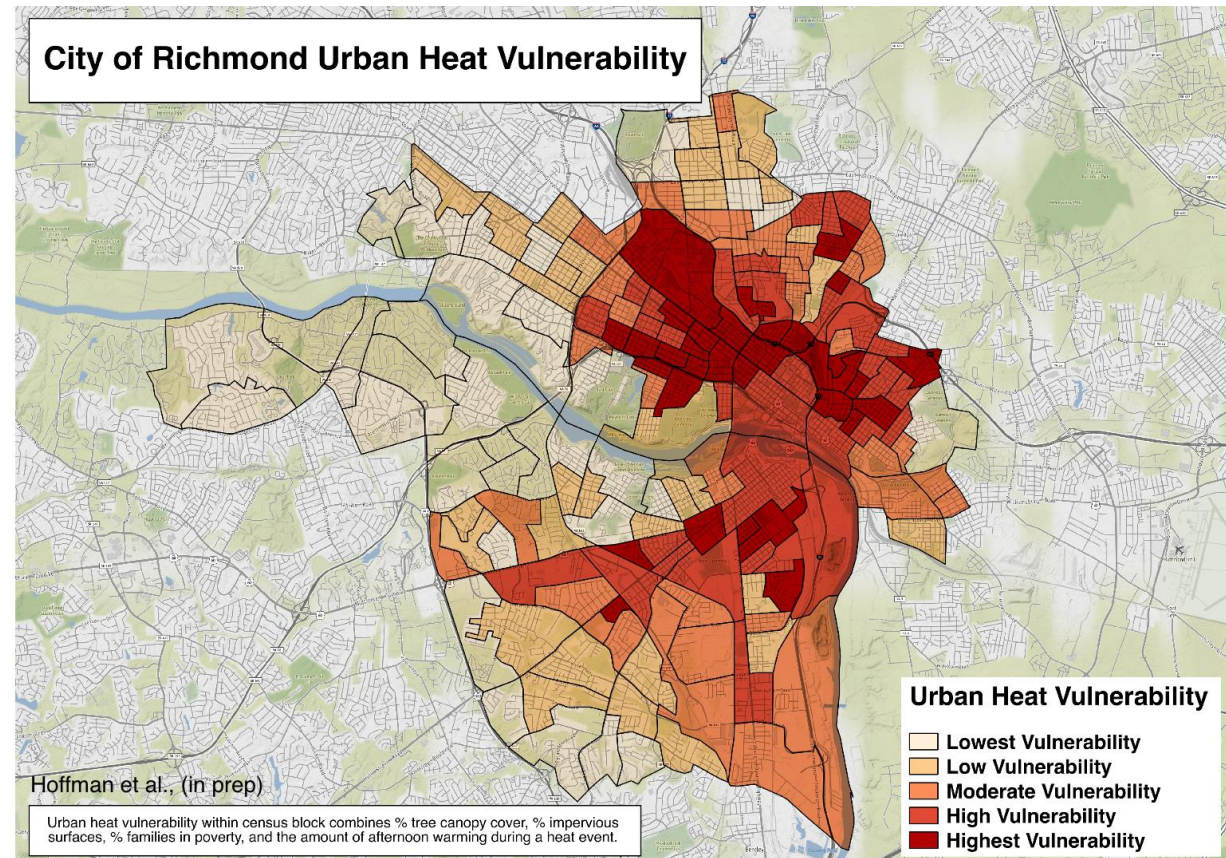 City of Richmond Urban Heat Vulnerability
Urban Heat Vulnerability
Lowest Vulnerability
Low Vulnerability
Moderate Vulnerability
High Vulnerability
Highest Vulnerability
Hoffman et al., (in prep)
Urban heat vulnerability within census block combines % tree canopy cover, % impervious
surfaces, % families in poverty, and the amount of afternoon warming during a heat event.